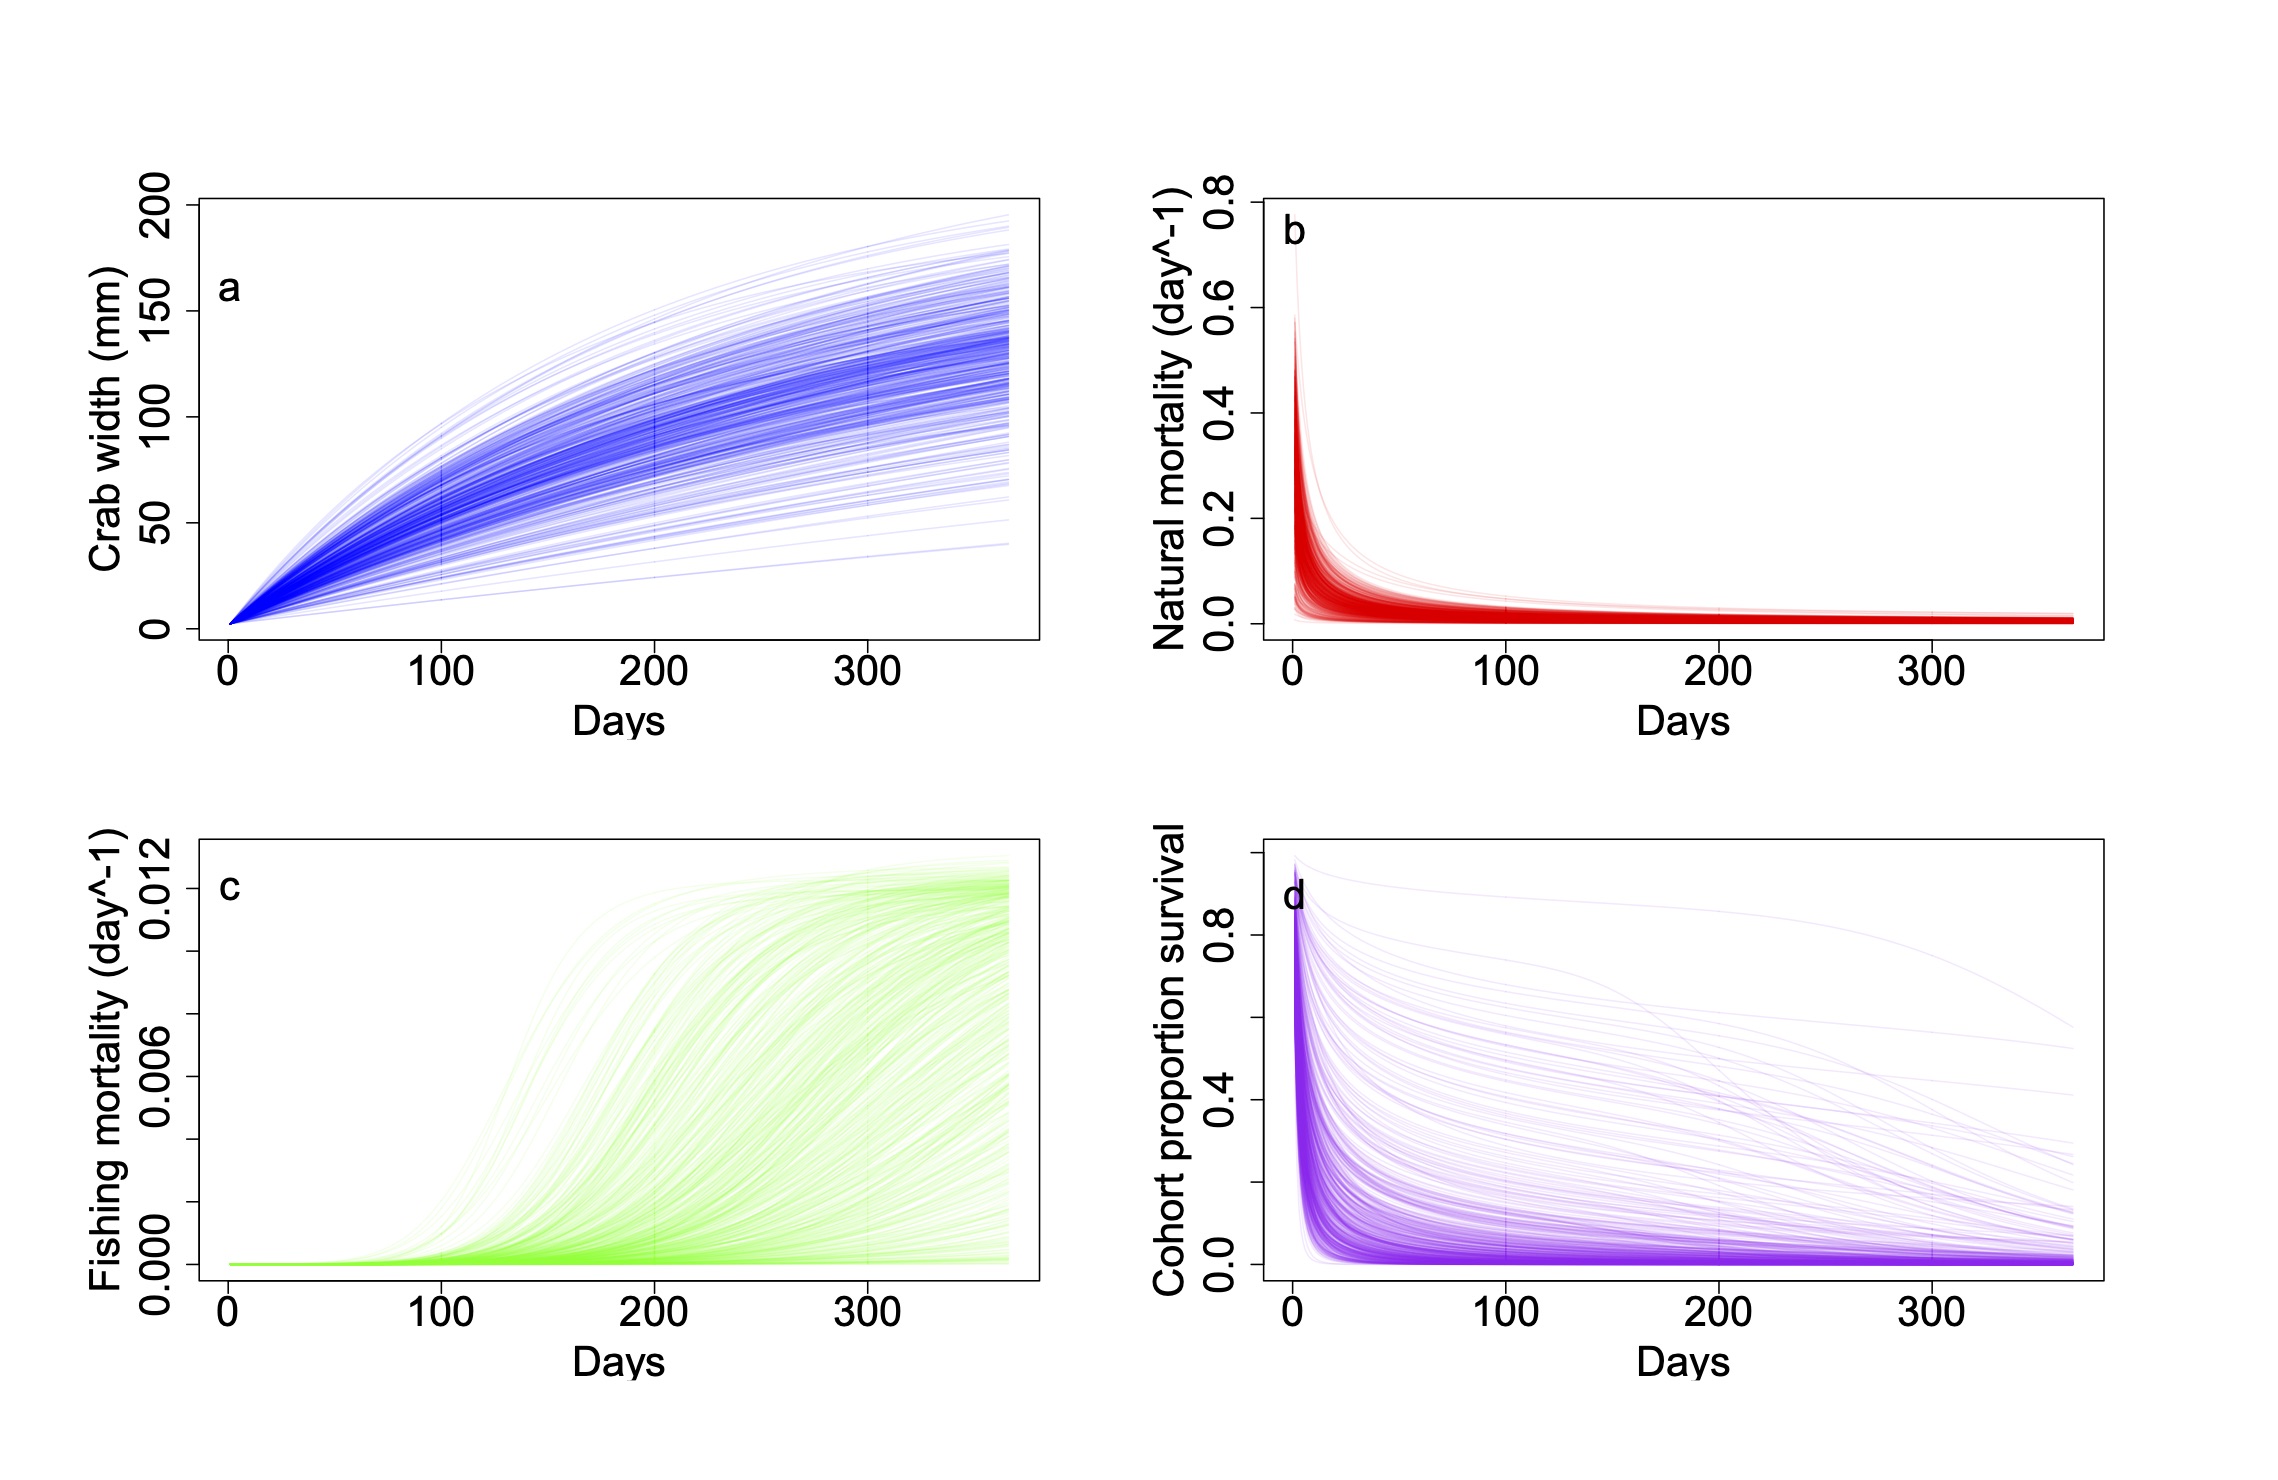 Crab width (mm)
200
150
100
50
0
a
0 100 200 300
Days
Natural mortality (day^-1)
0.8
0.6
0.4
0.2
0.0
b
0 100 200 300
Days
Fishing mortality (day^-1)
0.012
0.006
0.000
c
0 100 200 300
Days
Cohort proportion survival
0.8
0.4
0.0
d
0 100 200 300
Days